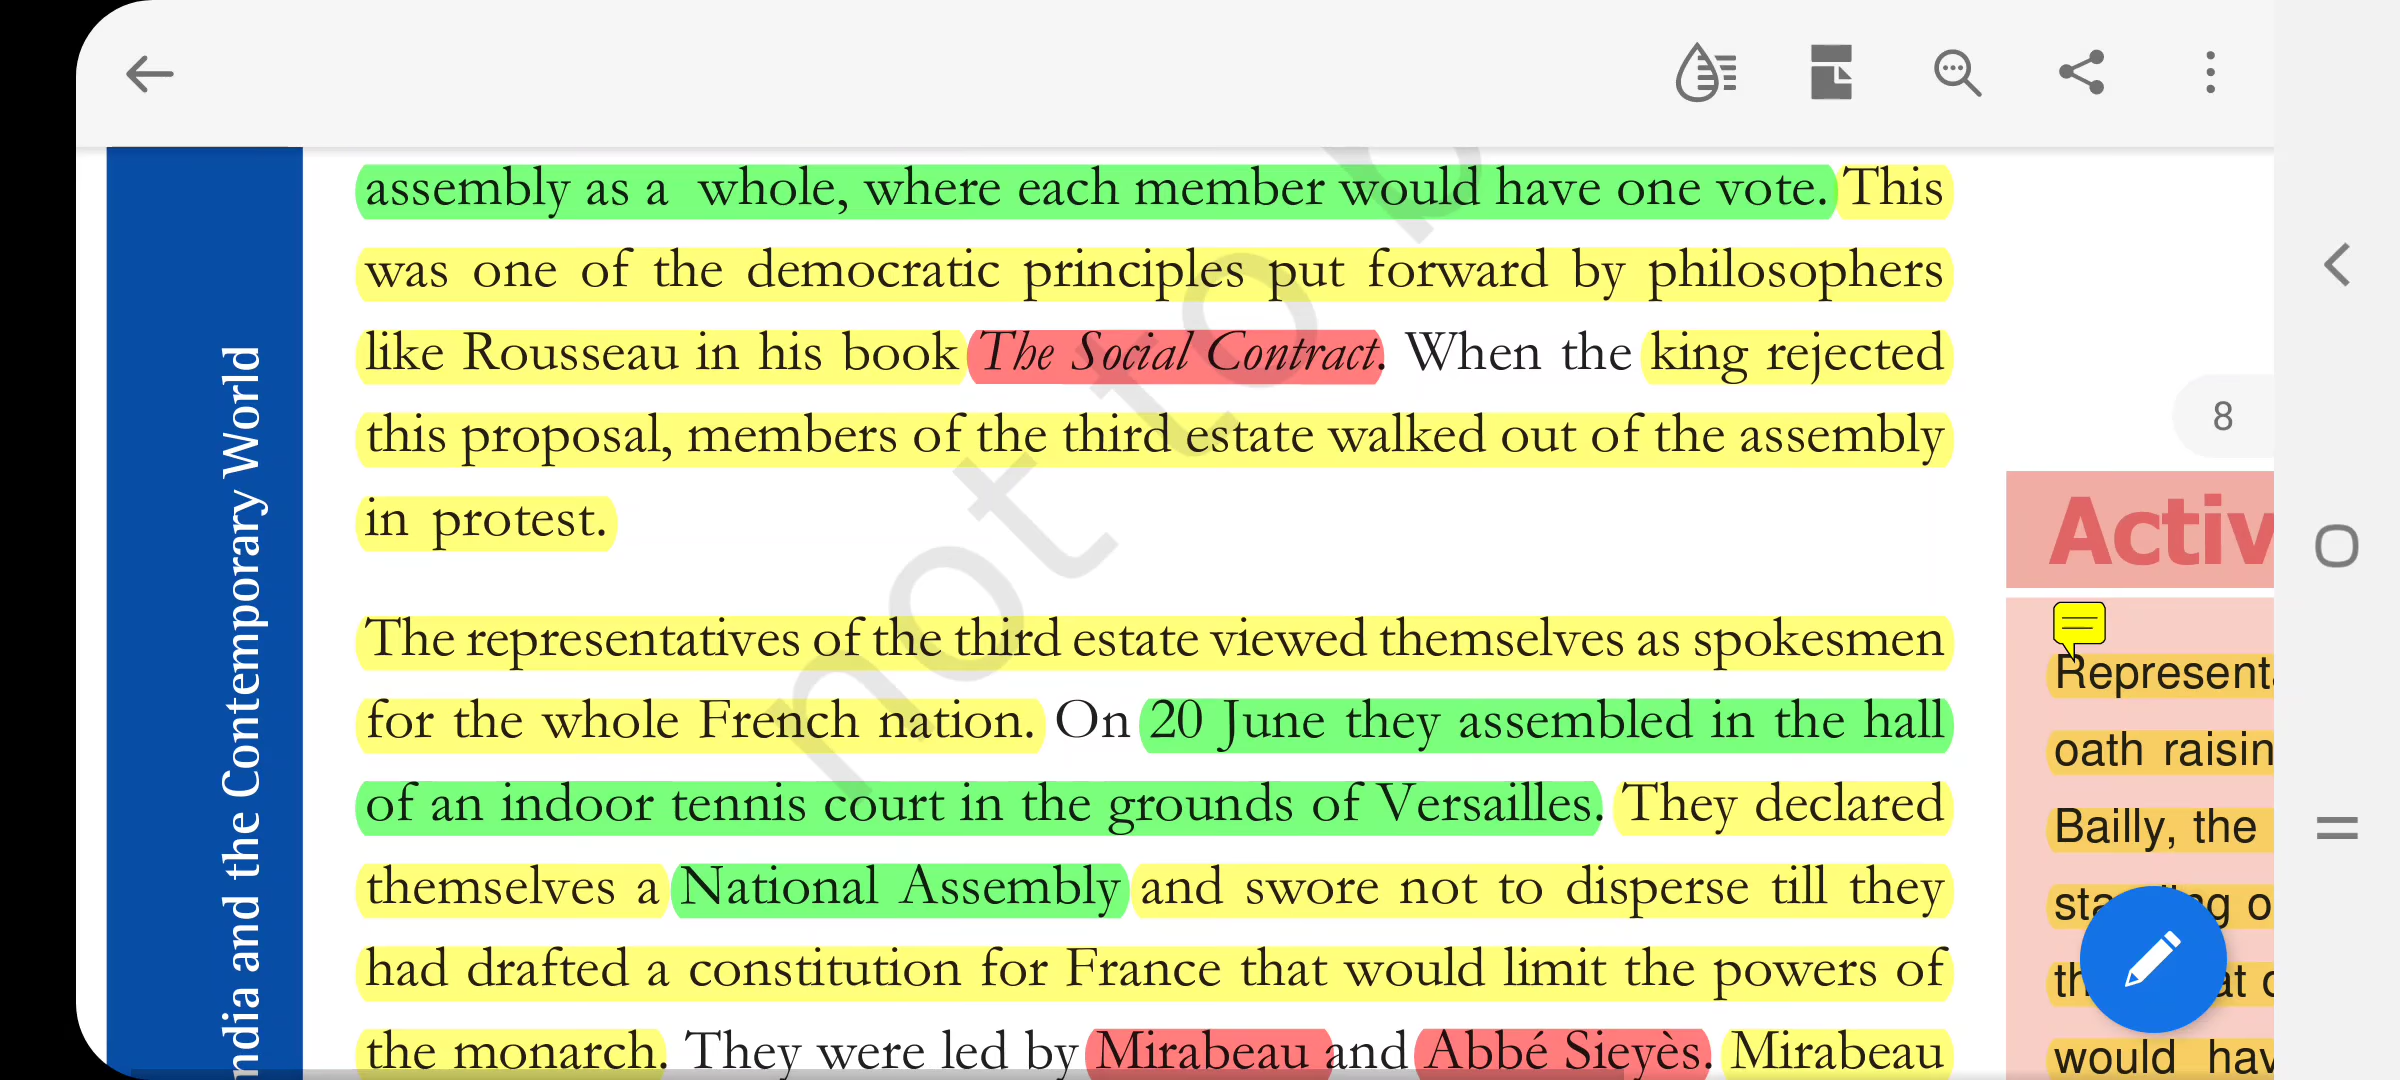 assembly as a whole, where each member would have one vote. This
was one of the democratic principles put forward by philosophers
like Rousseau in his book The Social Contract. When the king rejected
this proposal, members of the third estate walked out of the assembly
in protest.
The representatives of the third estate viewed themselves as spokesmen
for the whole French nation. On 20 June they assembled in the hall
of an indoor tennis court in the grounds of Versailles. They declared
themselves a National Assembly and swore not to disperse till they
had drafted a constitution for France that would limit the powers of
the monarch. They were led by Mirabeau and Abbé Sieyès. Mirabeau
ndia and the Contemporary World
not to
8
Activ
Represent
oath raisin
Bailly, the
would hav